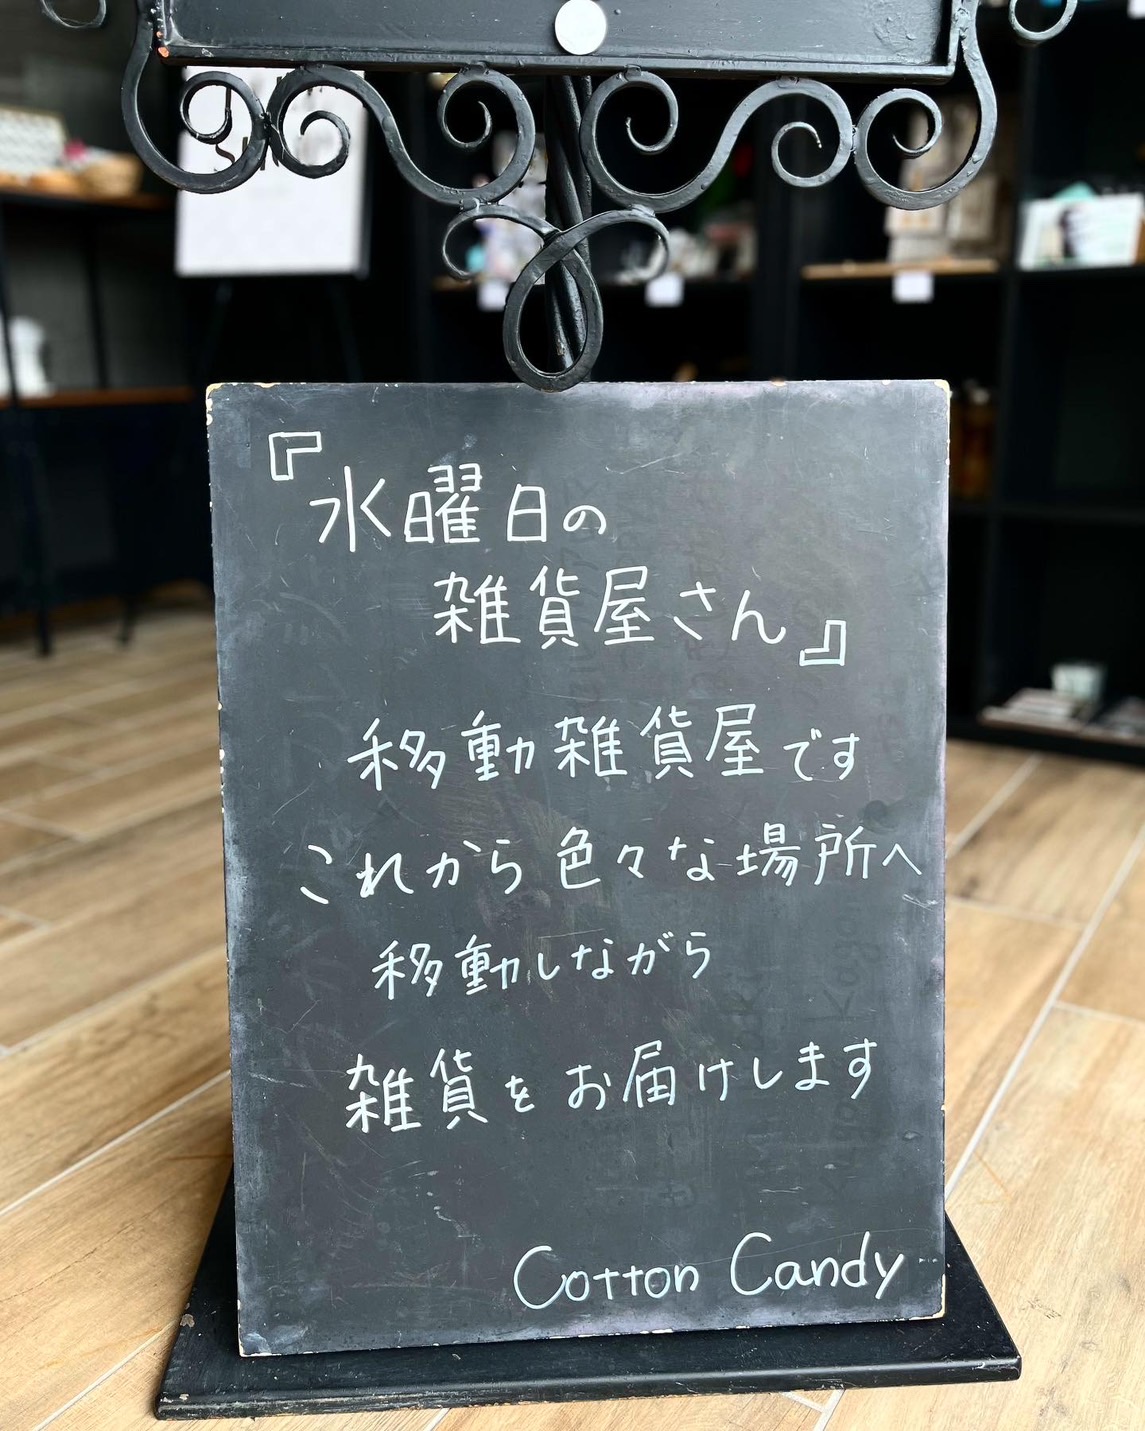 『水曜日の
雑貨屋さん』
移動雑貨屋です
これから色々な場所へ
移動しながら
雑貨をお届けします
Cotton Candy